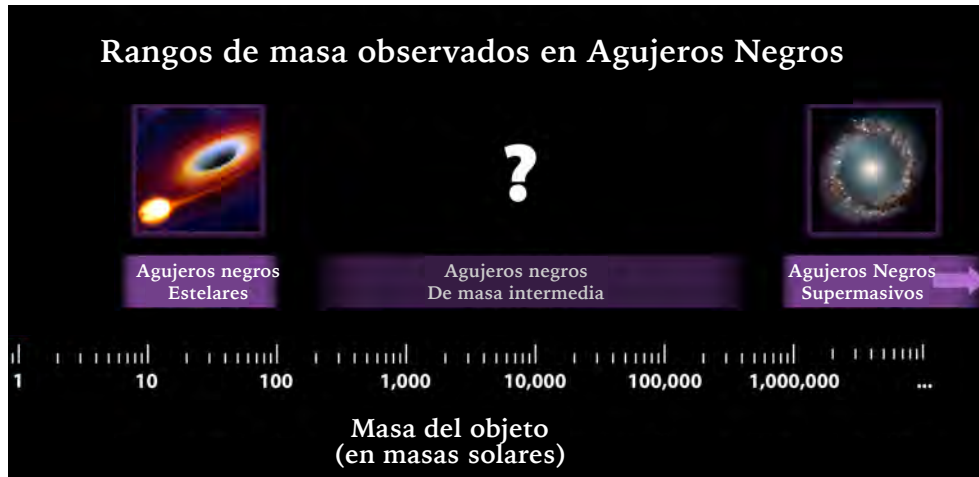 Rangos de masa observados en Agujeros Negros
?
Agujeros negros
Estelares
Agujeros negros
De masa intermedia
Agujeros Negros
Supermasivos
1 10 100 1,000 10,000 100,000 1,000,000 ...
Masa del objeto
(en masas solares)